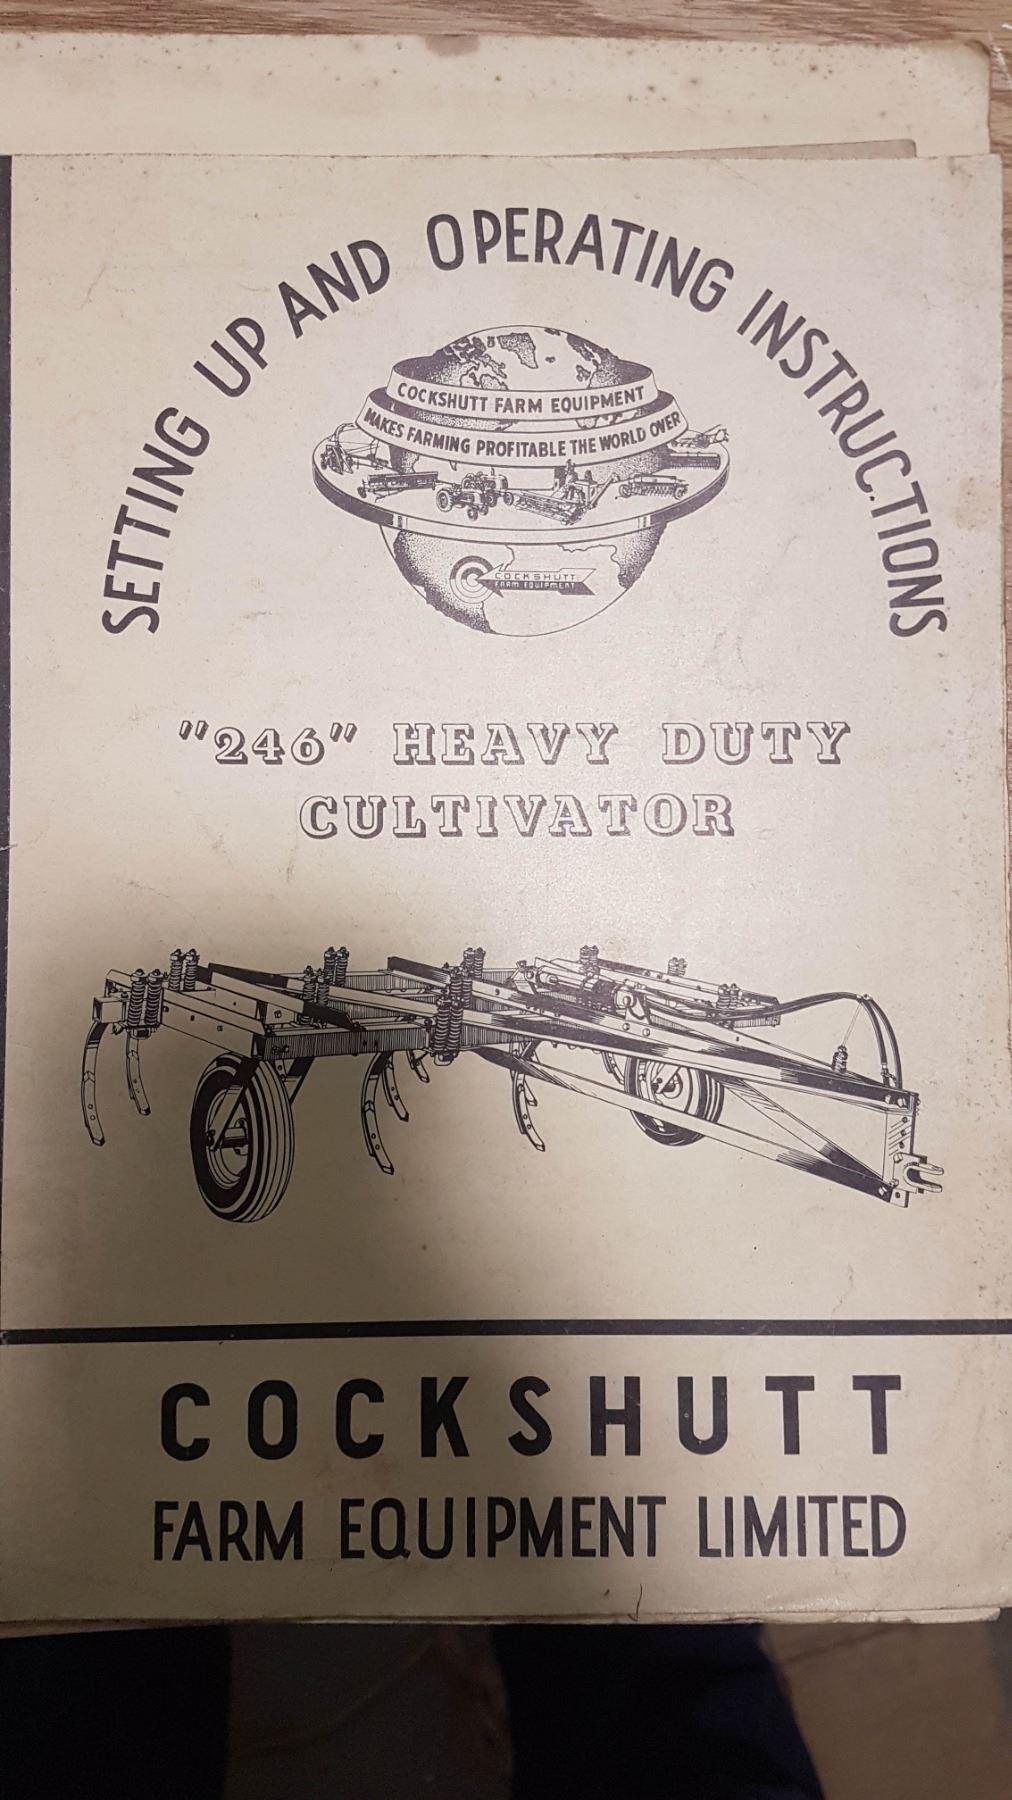 SETTING UP AND OPERATING INSTRUCTIONS
COCKSHUTT FARM EQUIPMENT
MAKES FARMING PROFITABLE THE WORLD OVER
COCKSHUTT
FARM EQUIPMENT
"246" HEAVY DUTY
CULTIVATOR
COCKSHUTT
FARM EQUIPMENT LIMITED